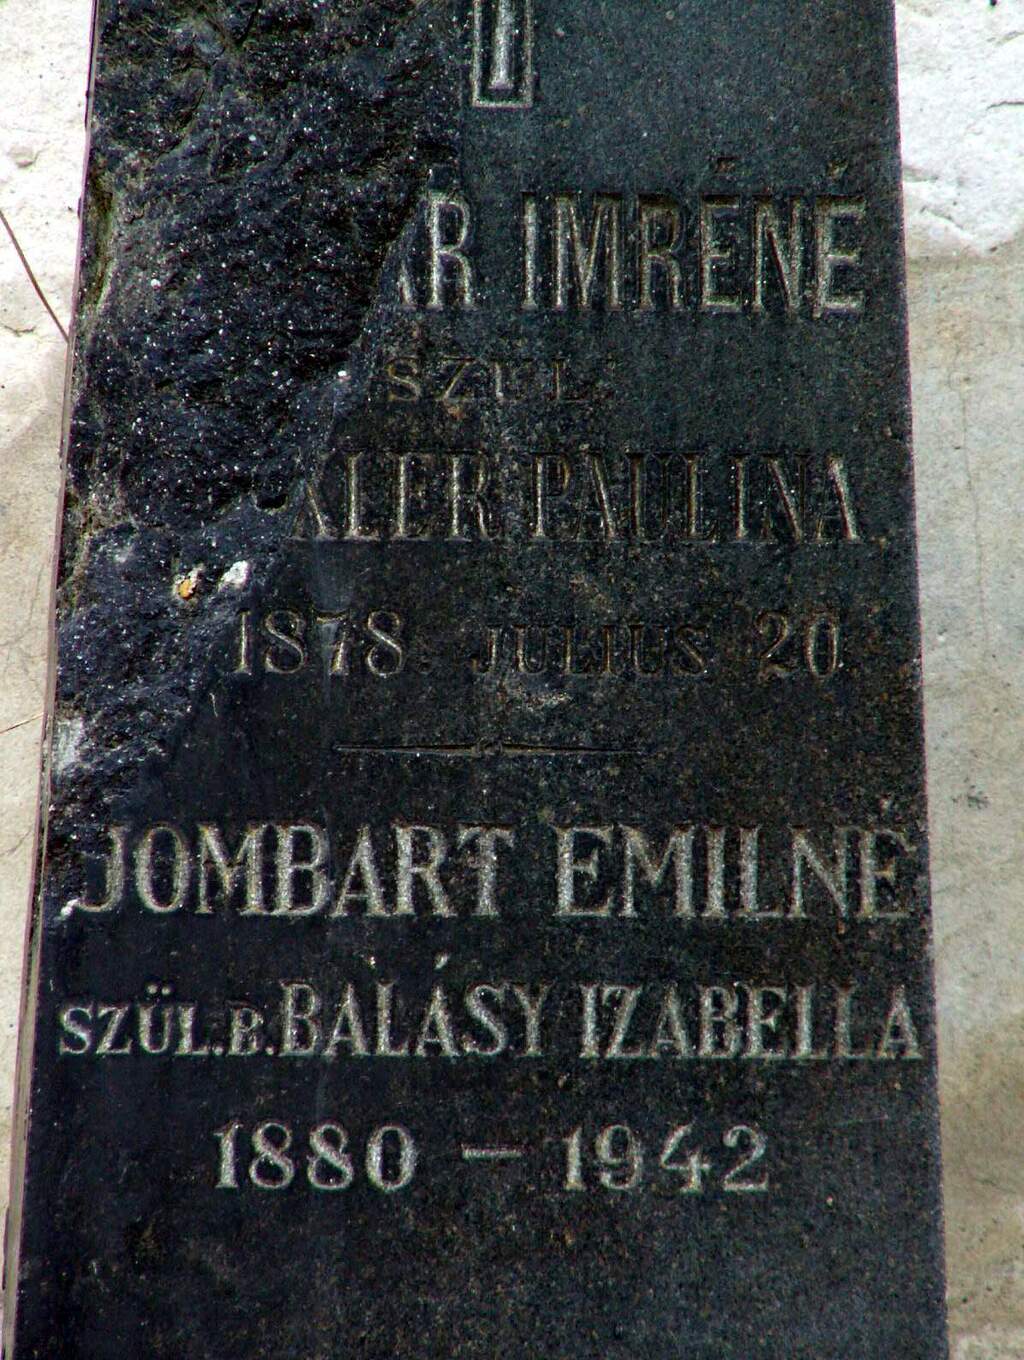 IMRÉNÉ
SZÜL.
PAULINA
1878 JULIUS 20
JOMBART EMILNÉ
SZÜL. B. BALÁSY IZABELLA
1880 – 1942